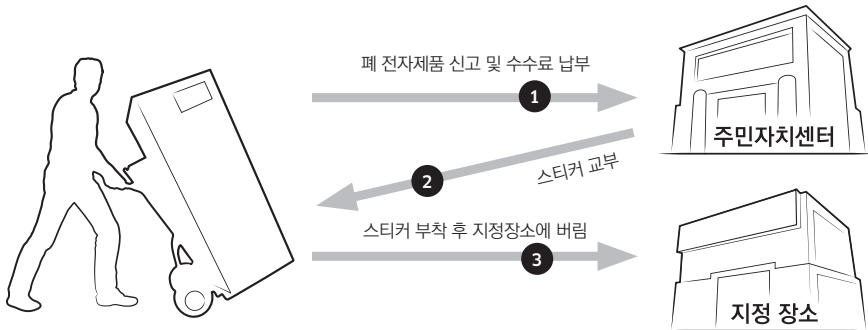 폐 전자제품 신고 및 수수료 납부
1
주민자치센터
2
스티커 교부
스티커 부착 후 지정장소에 버림
3
지정 장소